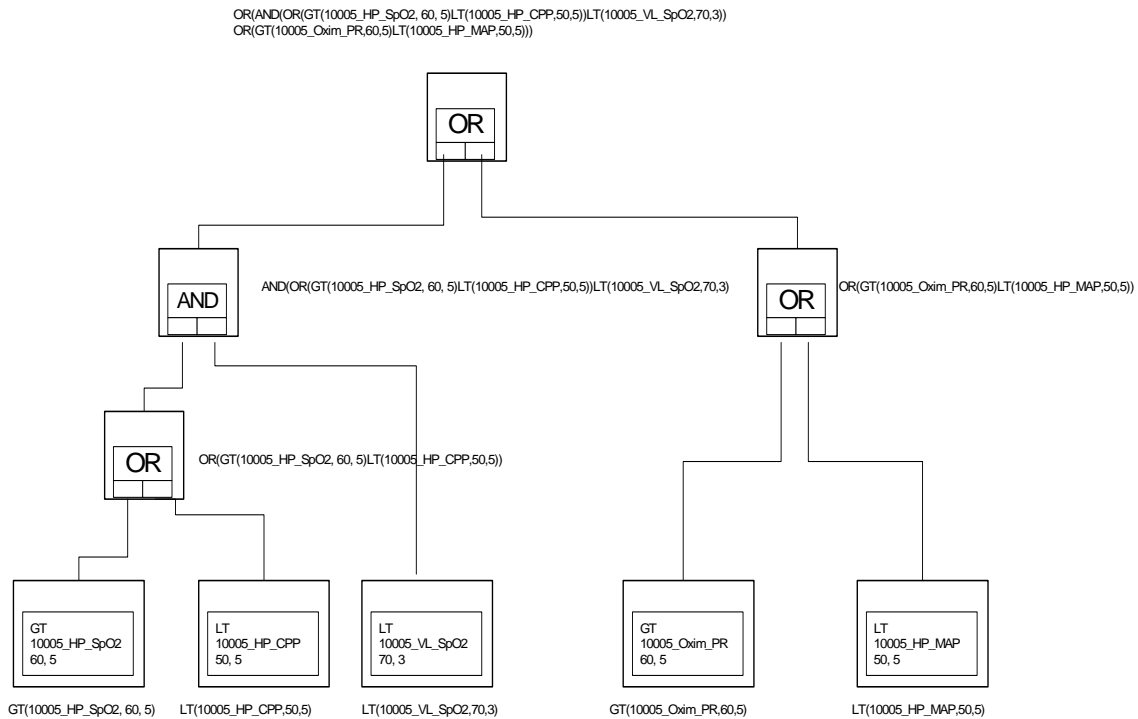 OR(AND(OR(GT(10005_HP_SpO2, 60, 5)LT(10005_HP_CPP,50,5))LT(10005_VL_SpO2,70,3))
OR(GT(10005_Oxim_PR,60,5)LT(10005_HP_MAP,50,5)))
OR
AND
AND(OR(GT(10005_HP_SpO2, 60, 5)LT(10005_HP_CPP,50,5))LT(10005_VL_SpO2,70,3)
OR
OR(GT(10005_Oxim_PR,60,5)LT(10005_HP_MAP,50,5))
OR
OR(GT(10005_HP_SpO2, 60, 5)LT(10005_HP_CPP,50,5))
GT
10005_HP_SpO2
60, 5
LT
10005_HP_CPP
50, 5
LT
10005_VL_SpO2
70, 3
GT
10005_Oxim_PR
60, 5
LT
10005_HP_MAP
50, 5
GT(10005_HP_SpO2, 60, 5)
LT(10005_HP_CPP,50,5)
LT(10005_VL_SpO2,70,3)
GT(10005_Oxim_PR,60,5)
LT(10005_HP_MAP,50,5)